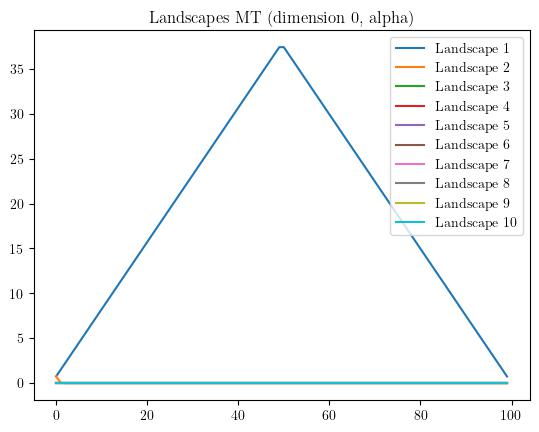 Landscapes MT (dimension 0, alpha)
Landscape 1
Landscape 2
Landscape 3
Landscape 4
Landscape 5
Landscape 6
Landscape 7
Landscape 8
Landscape 9
Landscape 10
35
30
25
20
15
10
5
0
0 20 40 60 80 100